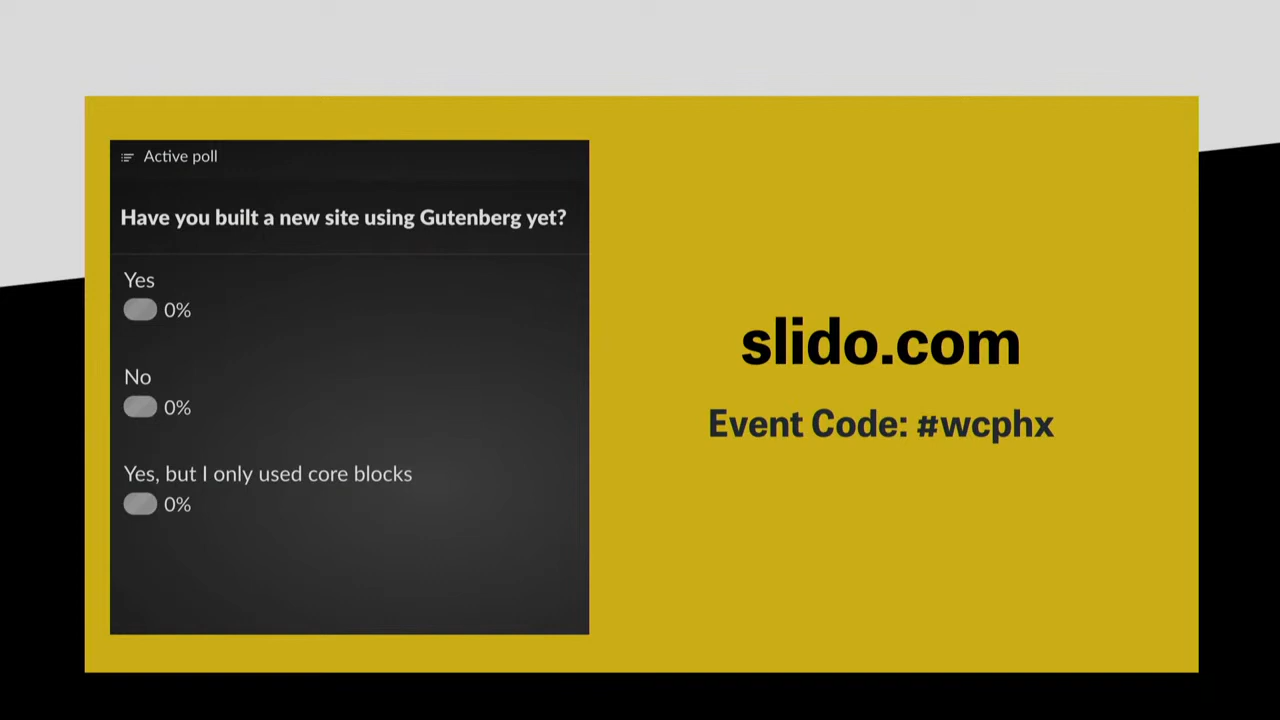 Active poll
Have you built a new site using Gutenberg yet?
Yes
0%
No
0%
Yes, but I only used core blocks
0%
slido.com
Event Code: #wcphx